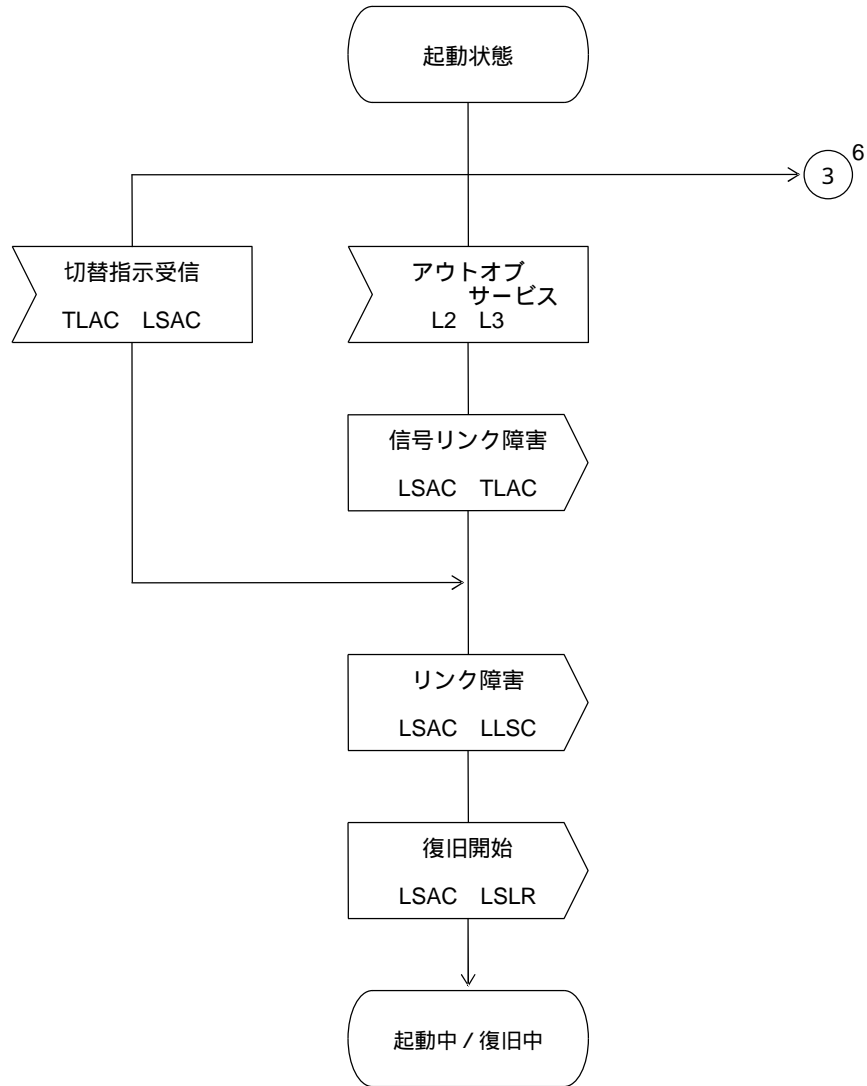 起動状態
6
3
切替指示受信
TLAC LSAC
アウトオブ
サービス
L2 L3
信号リンク障害
LSAC TLAC
リンク障害
LSAC LLSC
復旧開始
LSAC LSLR
起動中 / 復旧中